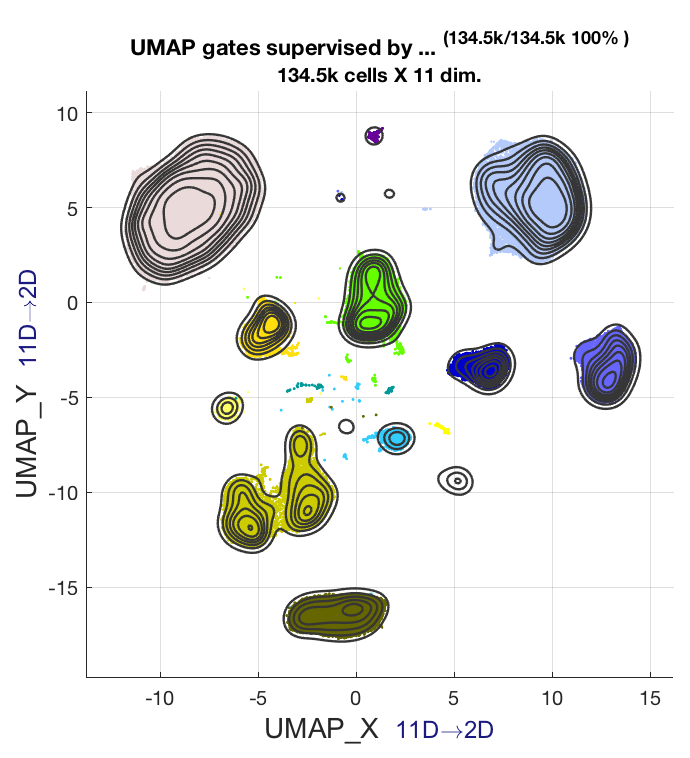 UMAP gates supervised by ... (134.5k/134.5k 100% )
134.5k cells X 11 dim.
10
5
0
-5
-10
-15
UMAP_Y 11D→2D
-10 -5 0 5 10 15
UMAP_X 11D→2D